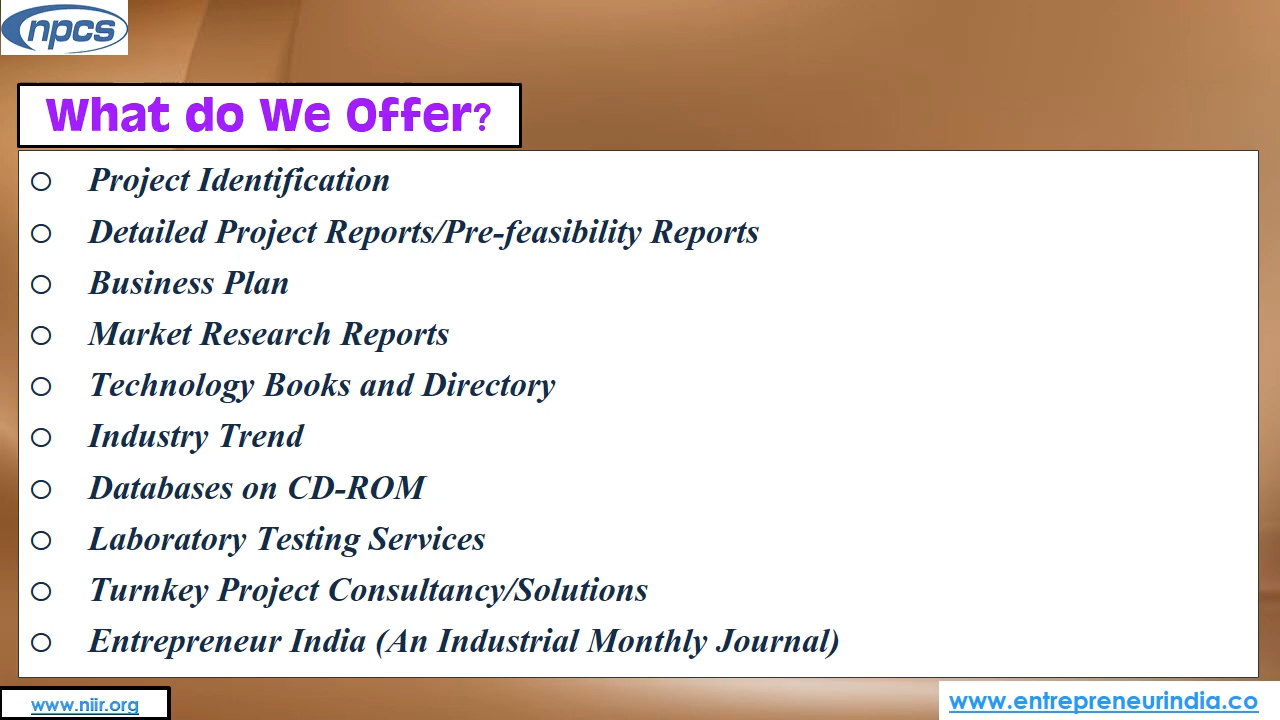 npcs
What do We Offer?
Project Identification
Detailed Project Reports/Pre-feasibility Reports
Business Plan
Market Research Reports
Technology Books and Directory
Industry Trend
Databases on CD-ROM
Laboratory Testing Services
Turnkey Project Consultancy/Solutions
Entrepreneur India (An Industrial Monthly Journal)
www.niir.org
www.entrepreneurindia.co